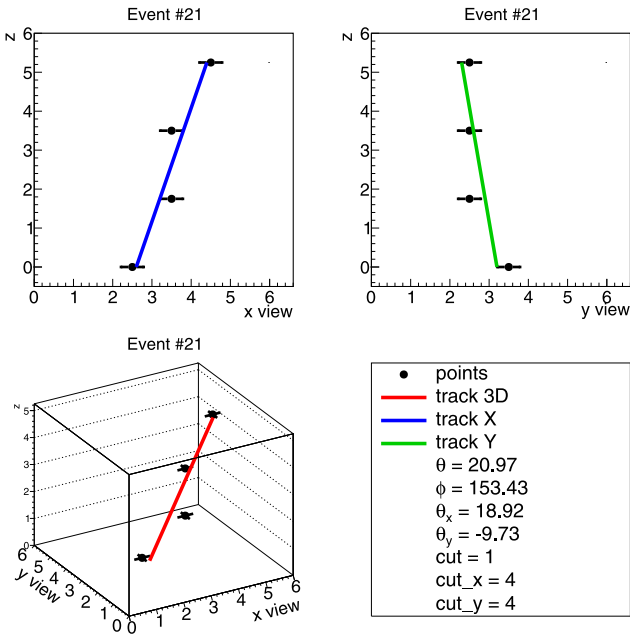 Event #21
z
6
5
4
3
2
1
0
0 1 2 3 4 5 6
x view
Event #21
z
6
5
4
3
2
1
0
0 1 2 3 4 5 6
y view
Event #21
z
5
4
3
2
1
0
6 5 4 3 2 1 0
y view
0 1 2 3 4 5 6
x view
points
track 3D
track X
track Y
θ = 20.97
ϕ = 153.43
θx = 18.92
θy = -9.73
cut = 1
cut_x = 4
cut_y = 4